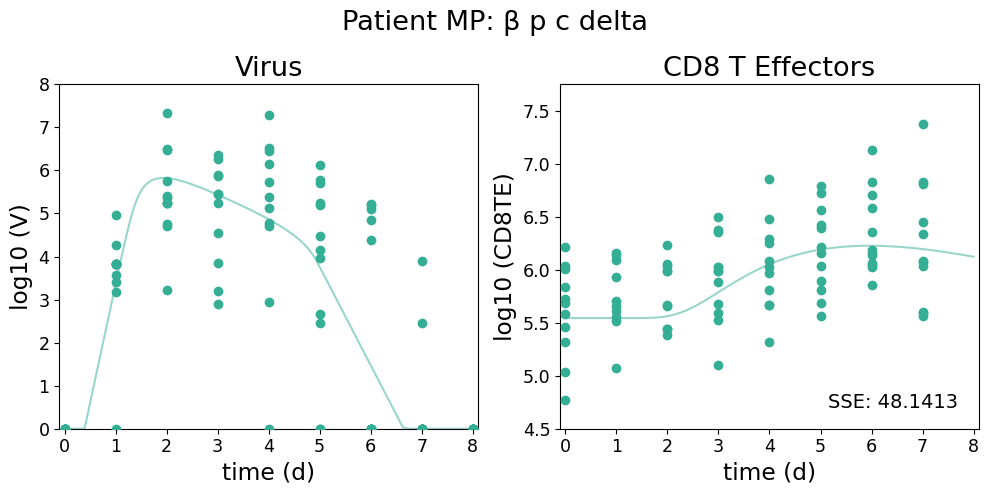 Patient MP: β p c delta
Virus
CD8 T Effectors
log10 (V)
8
7
6
5
4
3
2
1
0
0 1 2 3 4 5 6 7 8
time (d)
log10 (CD8TE)
7.5
7.0
6.5
6.0
5.5
5.0
4.5
SSE: 48.1413
0 1 2 3 4 5 6 7 8
time (d)